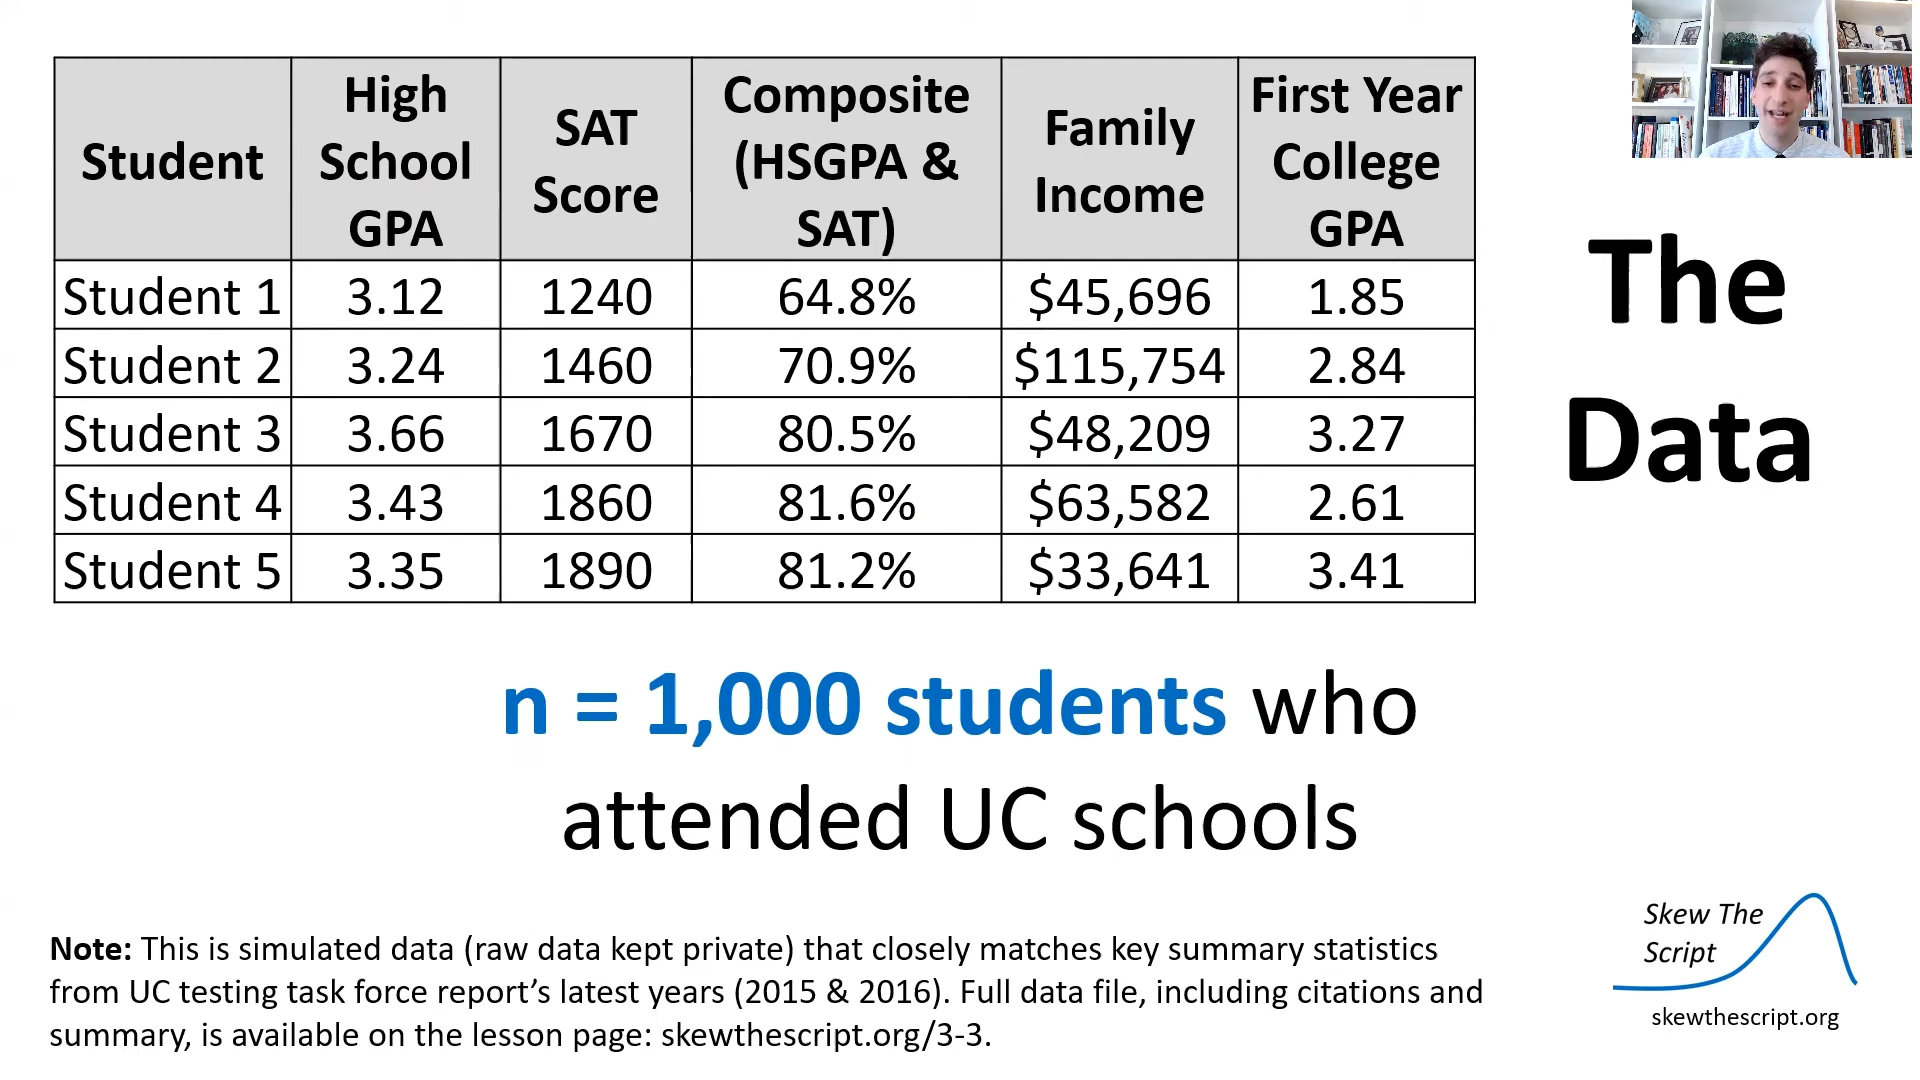 Student | High School GPA | SAT Score | Composite (HSGPA & SAT) | Family Income | First Year College GPA
Student 1 | 3.12 | 1240 | 64.8% | $45,696 | 1.85
Student 2 | 3.24 | 1460 | 70.9% | $115,754 | 2.84
Student 3 | 3.66 | 1670 | 80.5% | $48,209 | 3.27
Student 4 | 3.43 | 1860 | 81.6% | $63,582 | 2.61
Student 5 | 3.35 | 1890 | 81.2% | $33,641 | 3.41
The
Data
n = 1,000 students who
attended UC schools
Note: This is simulated data (raw data kept private) that closely matches key summary statistics
from UC testing task force report's latest years (2015 & 2016). Full data file, including citations and
summary, is available on the lesson page: skewthescript.org/3-3.
Skew The
Script
skewthescript.org